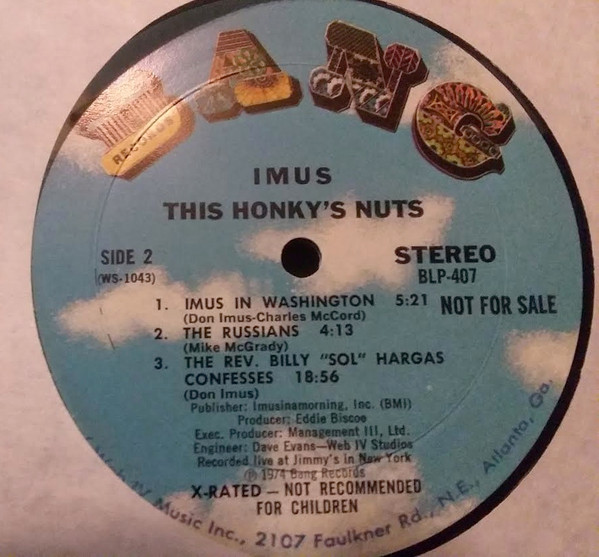 BANG
RECORDS
IMUS
THIS HONKY'S NUTS
SIDE 2
(WS-1043)
STEREO
BLP-407
NOT FOR SALE
1. IMUS IN WASHINGTON 5:21
(Don Imus-Charles McCord)
2. THE RUSSIANS 4:13
(Mike McGrady)
3. THE REV. BILLY "SOL" HARGAS
CONFESSES 18:56
(Don Imus)
Publisher: Imusinamorning, Inc. (BMI)
Producer: Eddie Biscoe
Exec. Producer: Management III, Ltd.
Engineer: Dave Evans—Web IV Studios
Recorded live at Jimmy's in New York
Ⓟ 1974 Bang Records
X-RATED — NOT RECOMMENDED
FOR CHILDREN
Web IV Music Inc., 2107 Faulkner Rd., N.E., Atlanta, Ga.